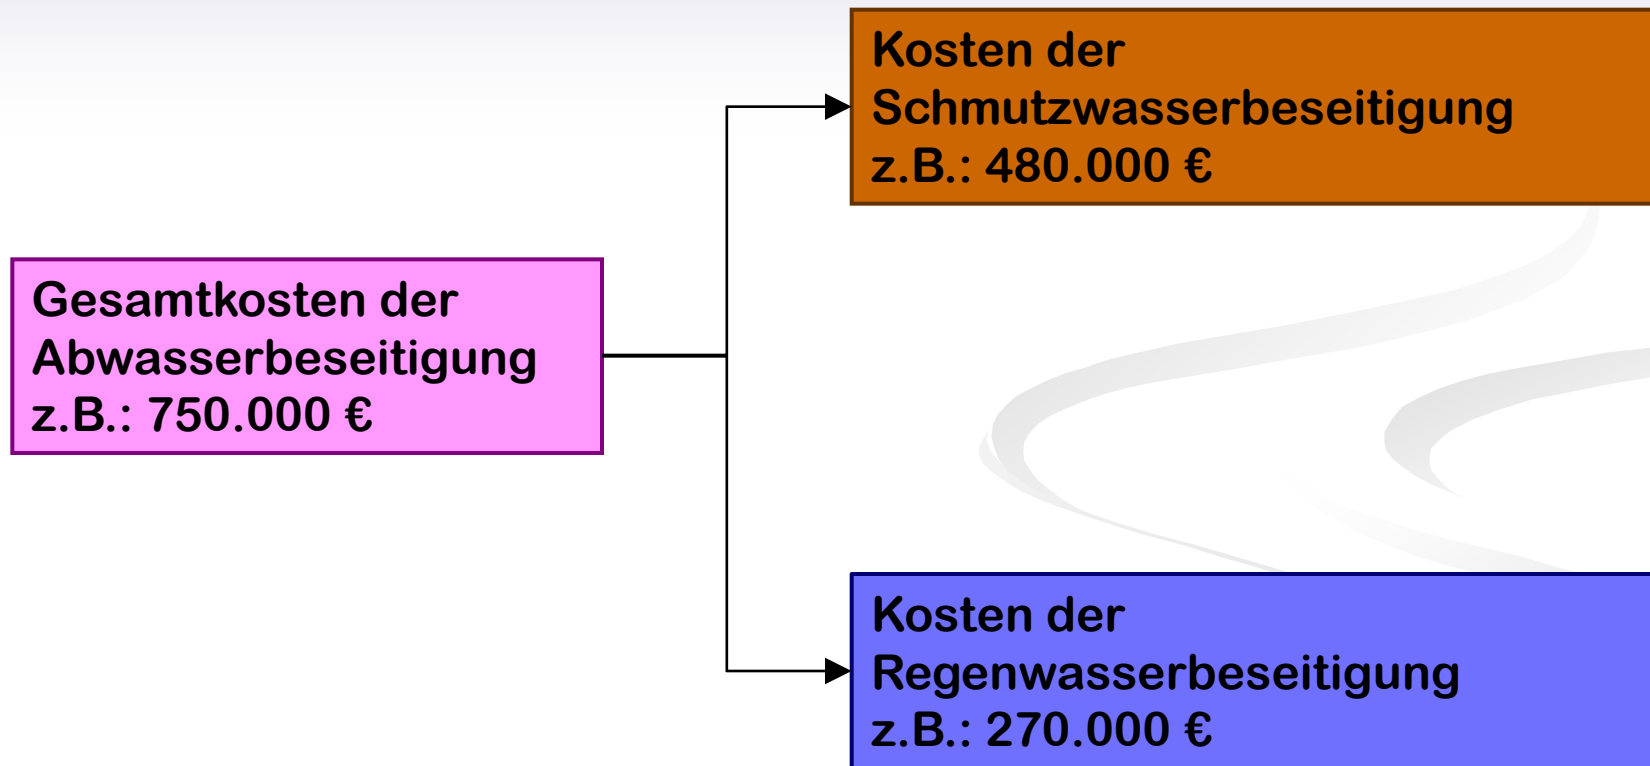 Kosten der
Schmutzwasserbeseitigung
z.B.: 480.000 €
Gesamtkosten der
Abwasserbeseitigung
z.B.: 750.000 €
Kosten der
Regenwasserbeseitigung
z.B.: 270.000 €